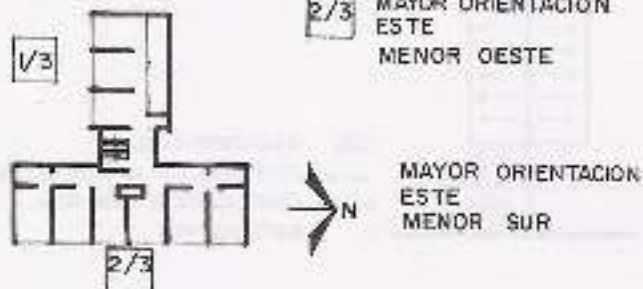 2/3 MAYOR ORIENTACION
ESTE
MENOR OESTE
1/3
MAYOR ORIENTACION
ESTE
MENOR SUR
N
2/3